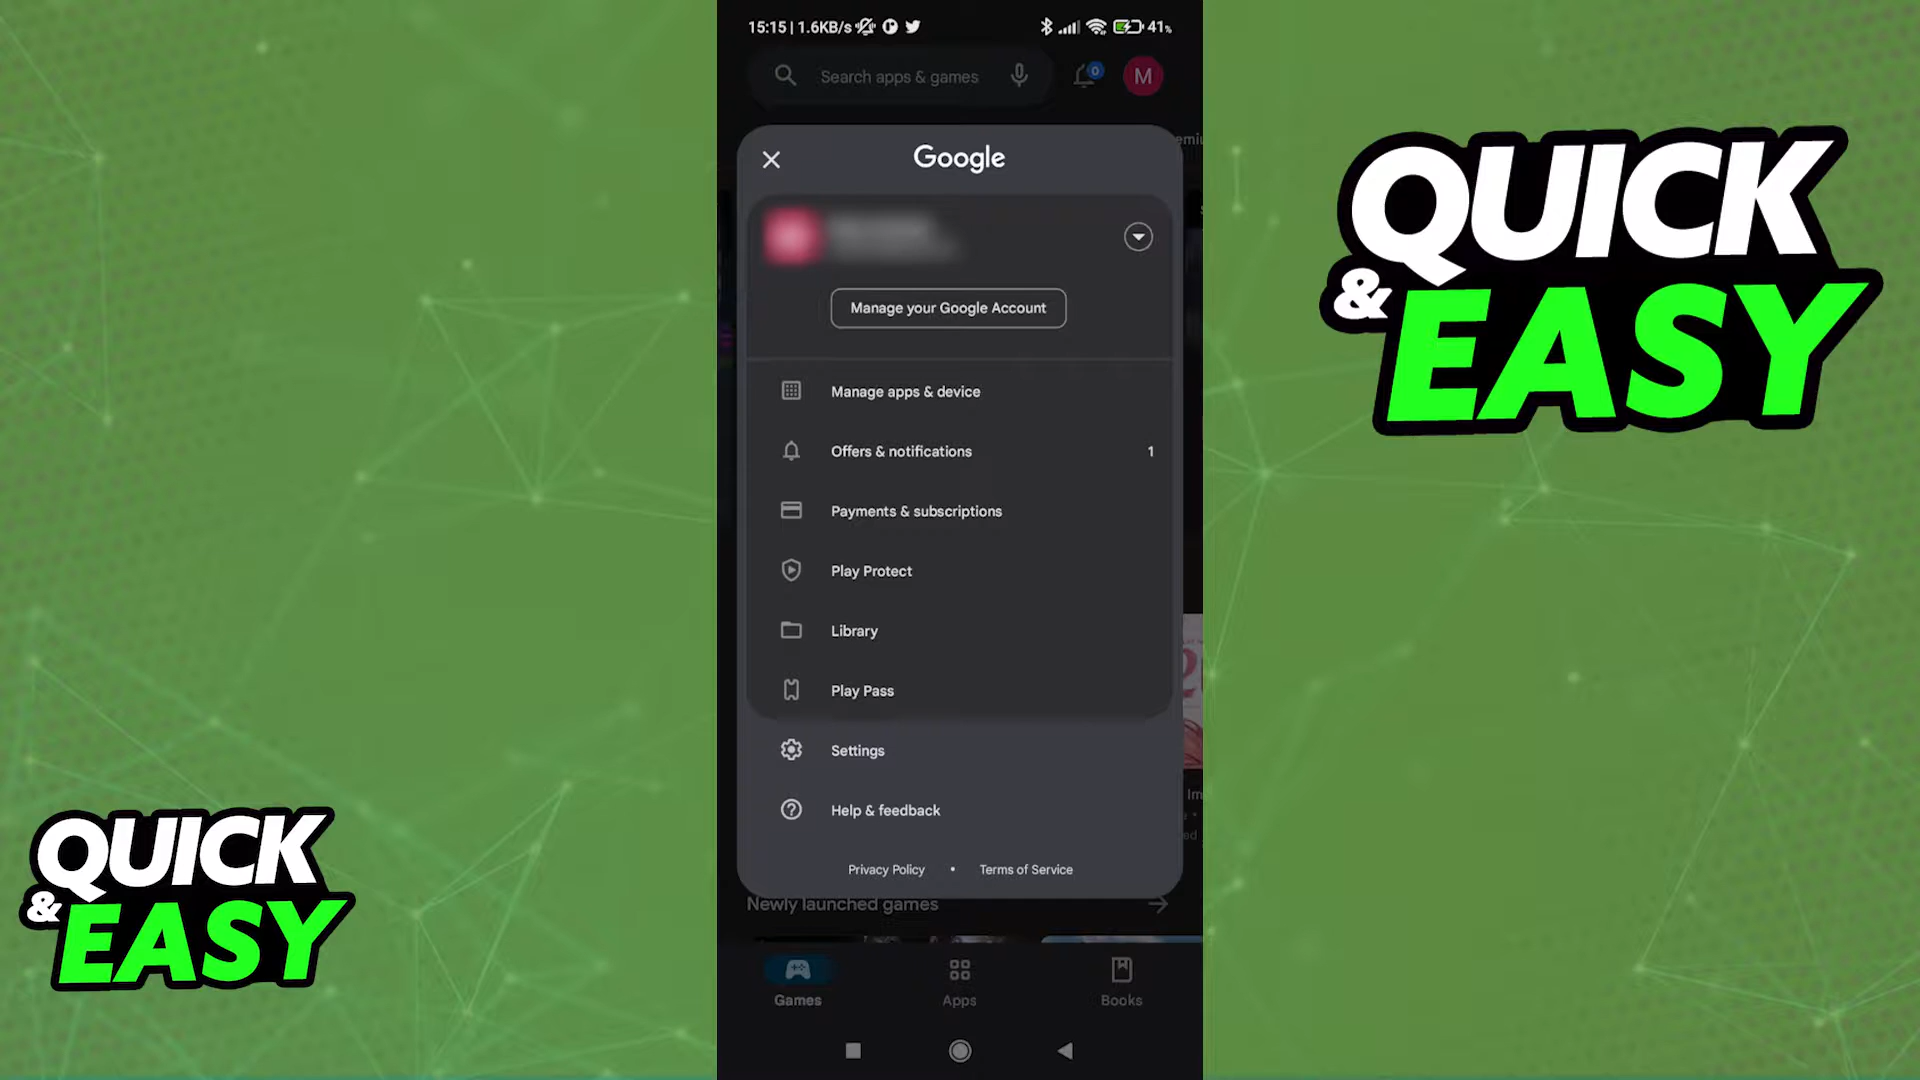 15:15 | 1.6KB/s
41%
Search apps & games
0
M
Google
Manage your Google Account
Manage apps & device
Offers & notifications 1
Payments & subscriptions
Play Protect
Library
Play Pass
Settings
Help & feedback
Privacy Policy • Terms of Service
Newly launched games
Games
Apps
Books
QUICK
& EASY
QUICK
& EASY